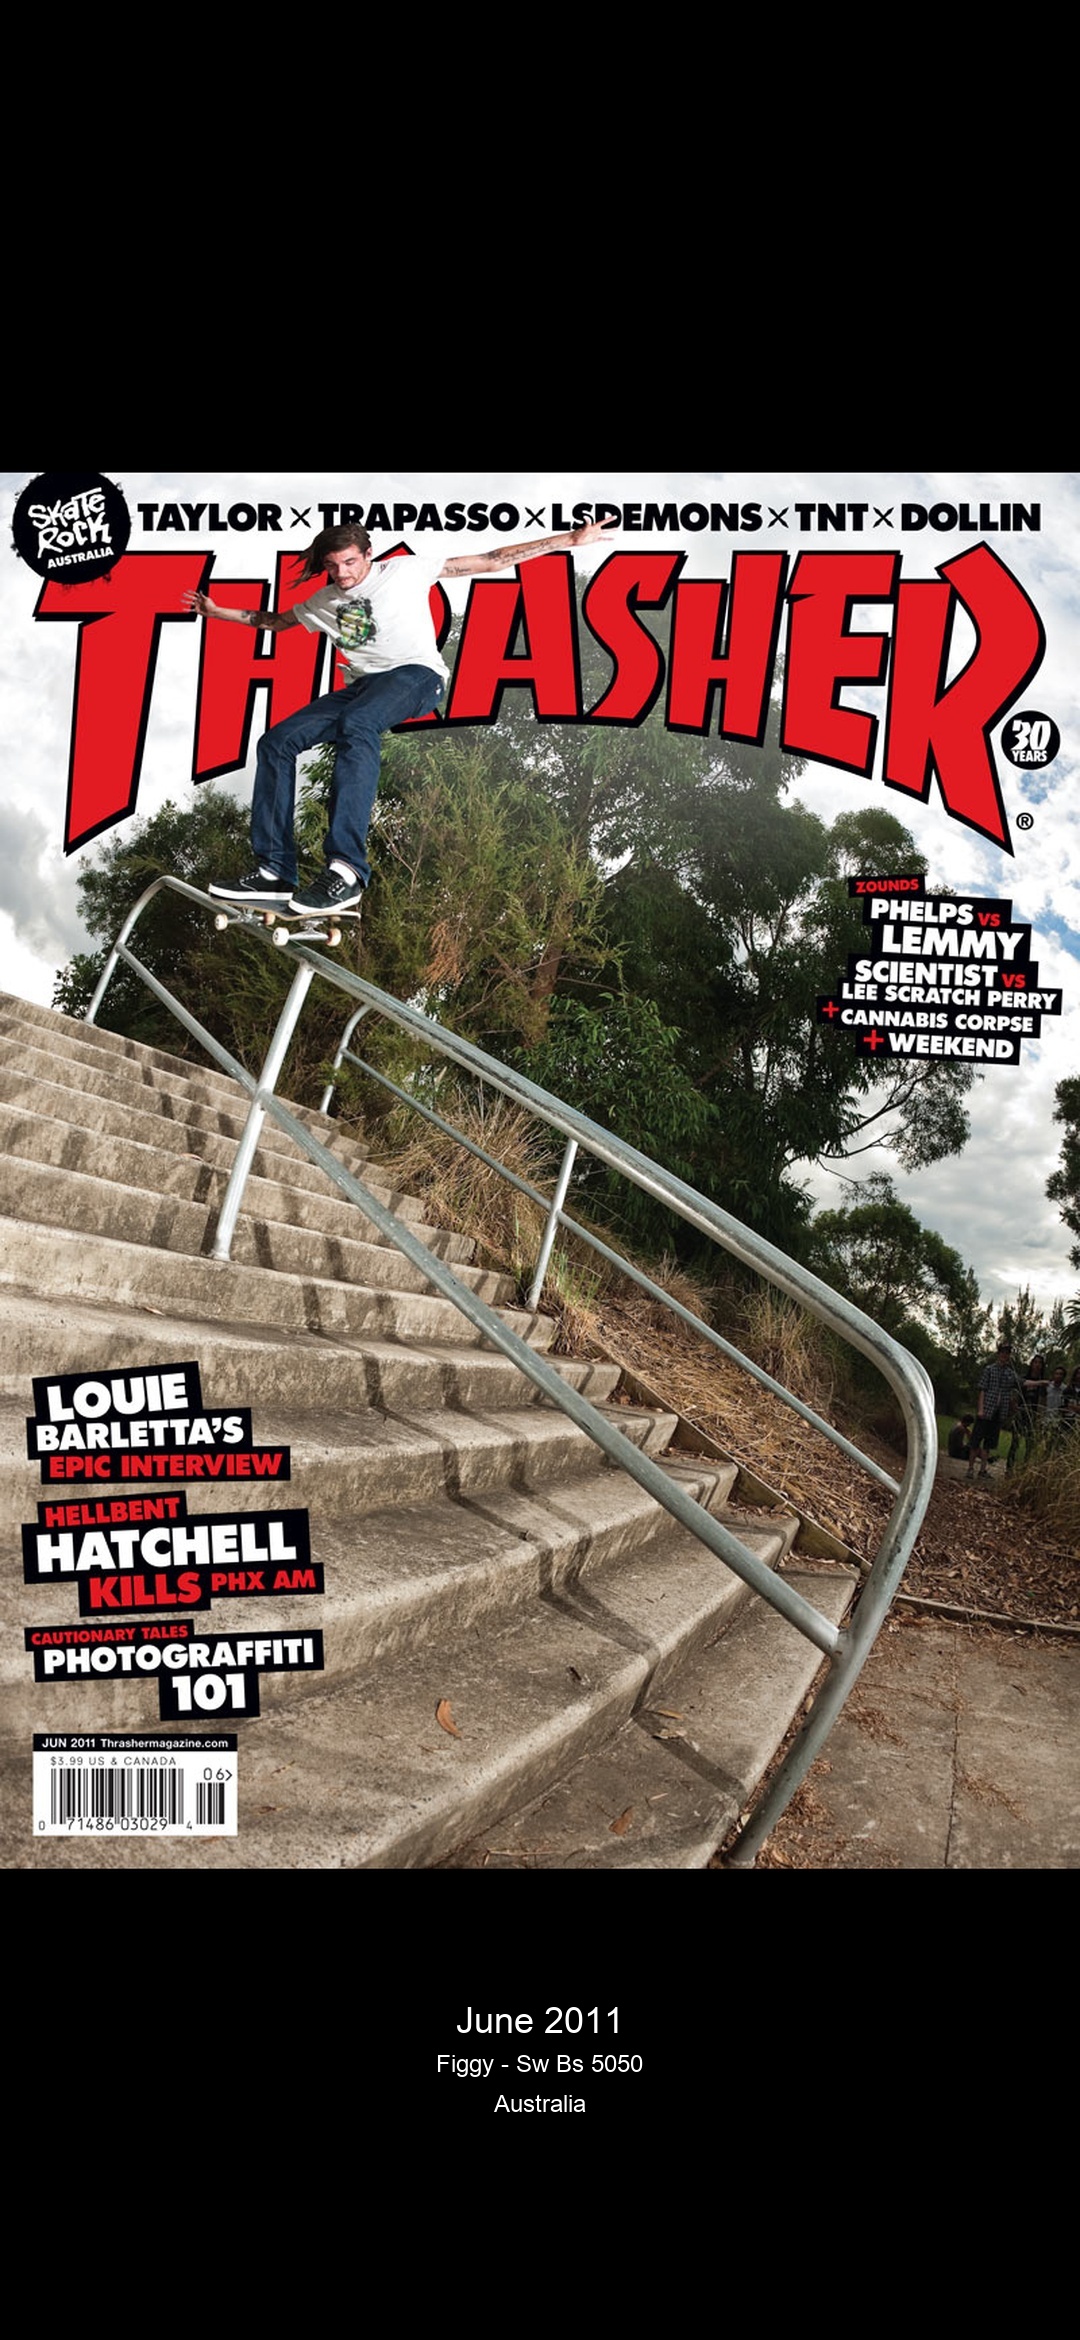 SKATE
ROCK
AUSTRALIA
TAYLOR × TRAPASSO × LSDEMONS × TNT × DOLLIN
THRASHER
30
YEARS
®
ZOUNDS
PHELPS VS
LEMMY
SCIENTIST VS
LEE SCRATCH PERRY
+ CANNABIS CORPSE
+ WEEKEND
LOUIE
BARLETTA'S
EPIC INTERVIEW
HELLBENT
HATCHELL
KILLS PHX AM
CAUTIONARY TALES
PHOTOGRAFFITI
101
JUN 2011 Thrashermagazine.com
$3.99 US & CANADA
06>
0 71486 03029 4
June 2011
Figgy - Sw Bs 5050
Australia